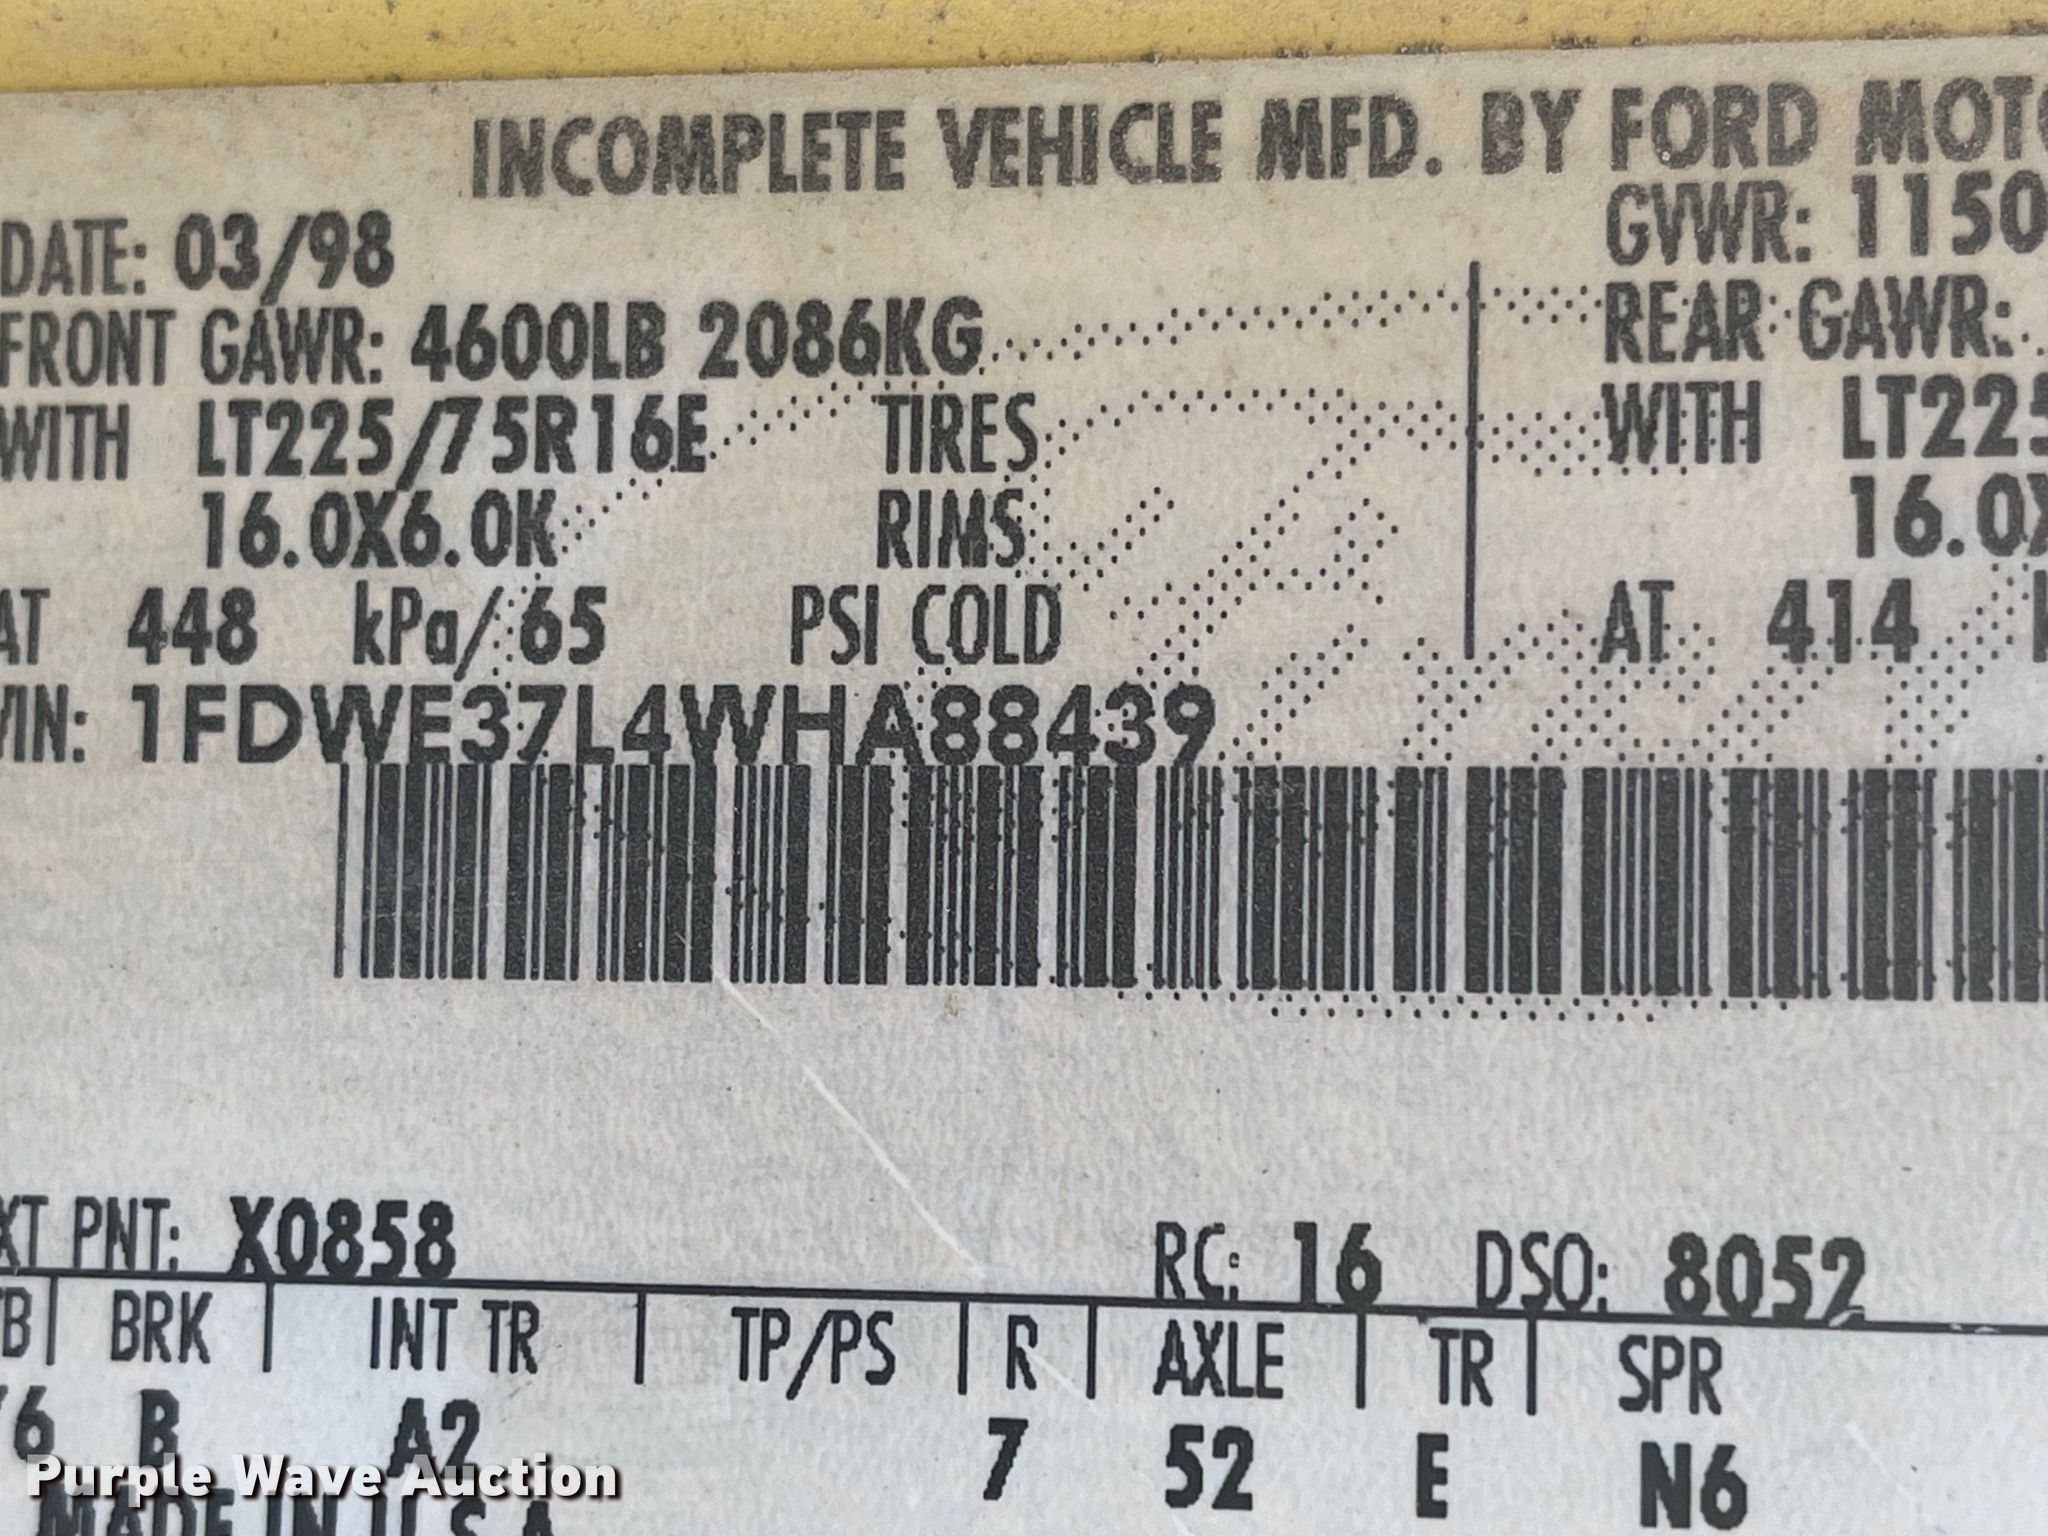 INCOMPLETE VEHICLE MFD. BY FORD MOTO
DATE: 03/98 GVWR: 1150
FRONT GAWR: 4600LB 2086KG REAR GAWR:
WITH LT225/75R16E TIRES WITH LT225
16.0X6.0K RIMS 16.0X
AT 448 kPa/ 65 PSI COLD AT 414 k
VIN: 1FDWE37L4WHA88439
XT PNT: X0858 RC: 16 DSO: 8052
B BRK INT TR TP/PS R AXLE TR SPR
6 B A2 7 52 E N6
Purple Wave Auction
MADE IN U.S.A.